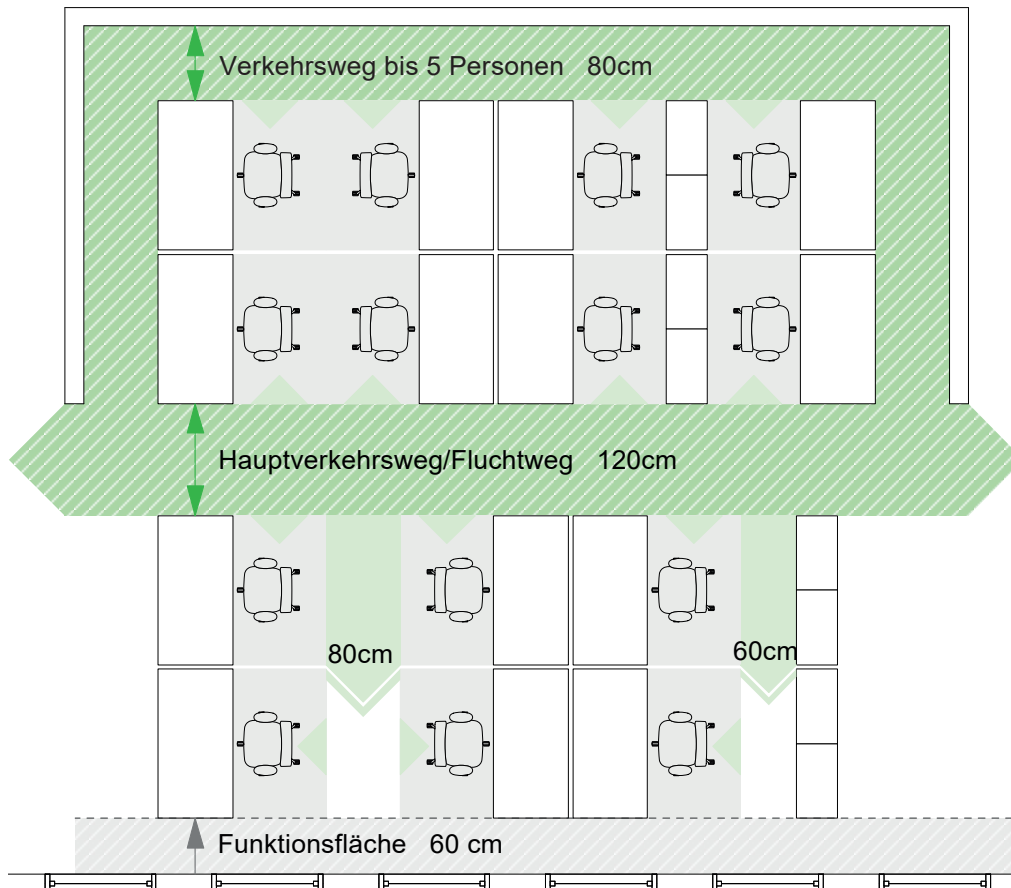 Verkehrsweg bis 5 Personen 80cm
Hauptverkehrsweg/Fluchtweg 120cm
80cm
60cm
Funktionsfläche 60 cm